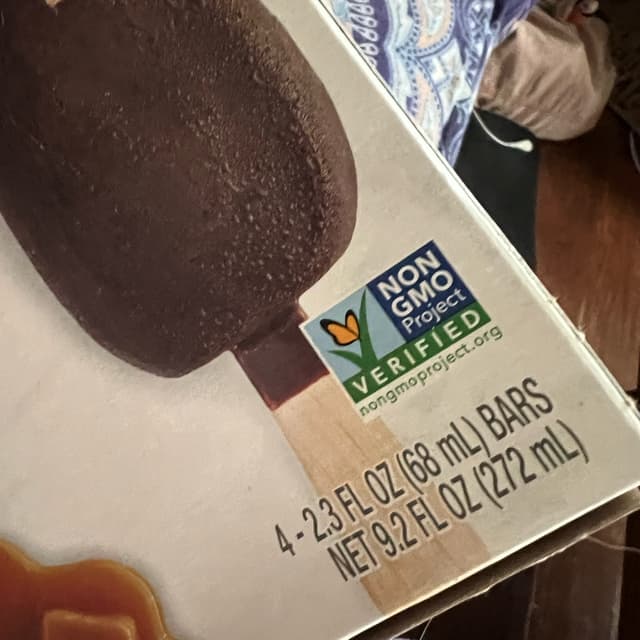 NON
GMO
Project
VERIFIED
nongmoproject.org
4 - 2.3 FL OZ (68 mL) BARS
NET 9.2 FL OZ (272 mL)